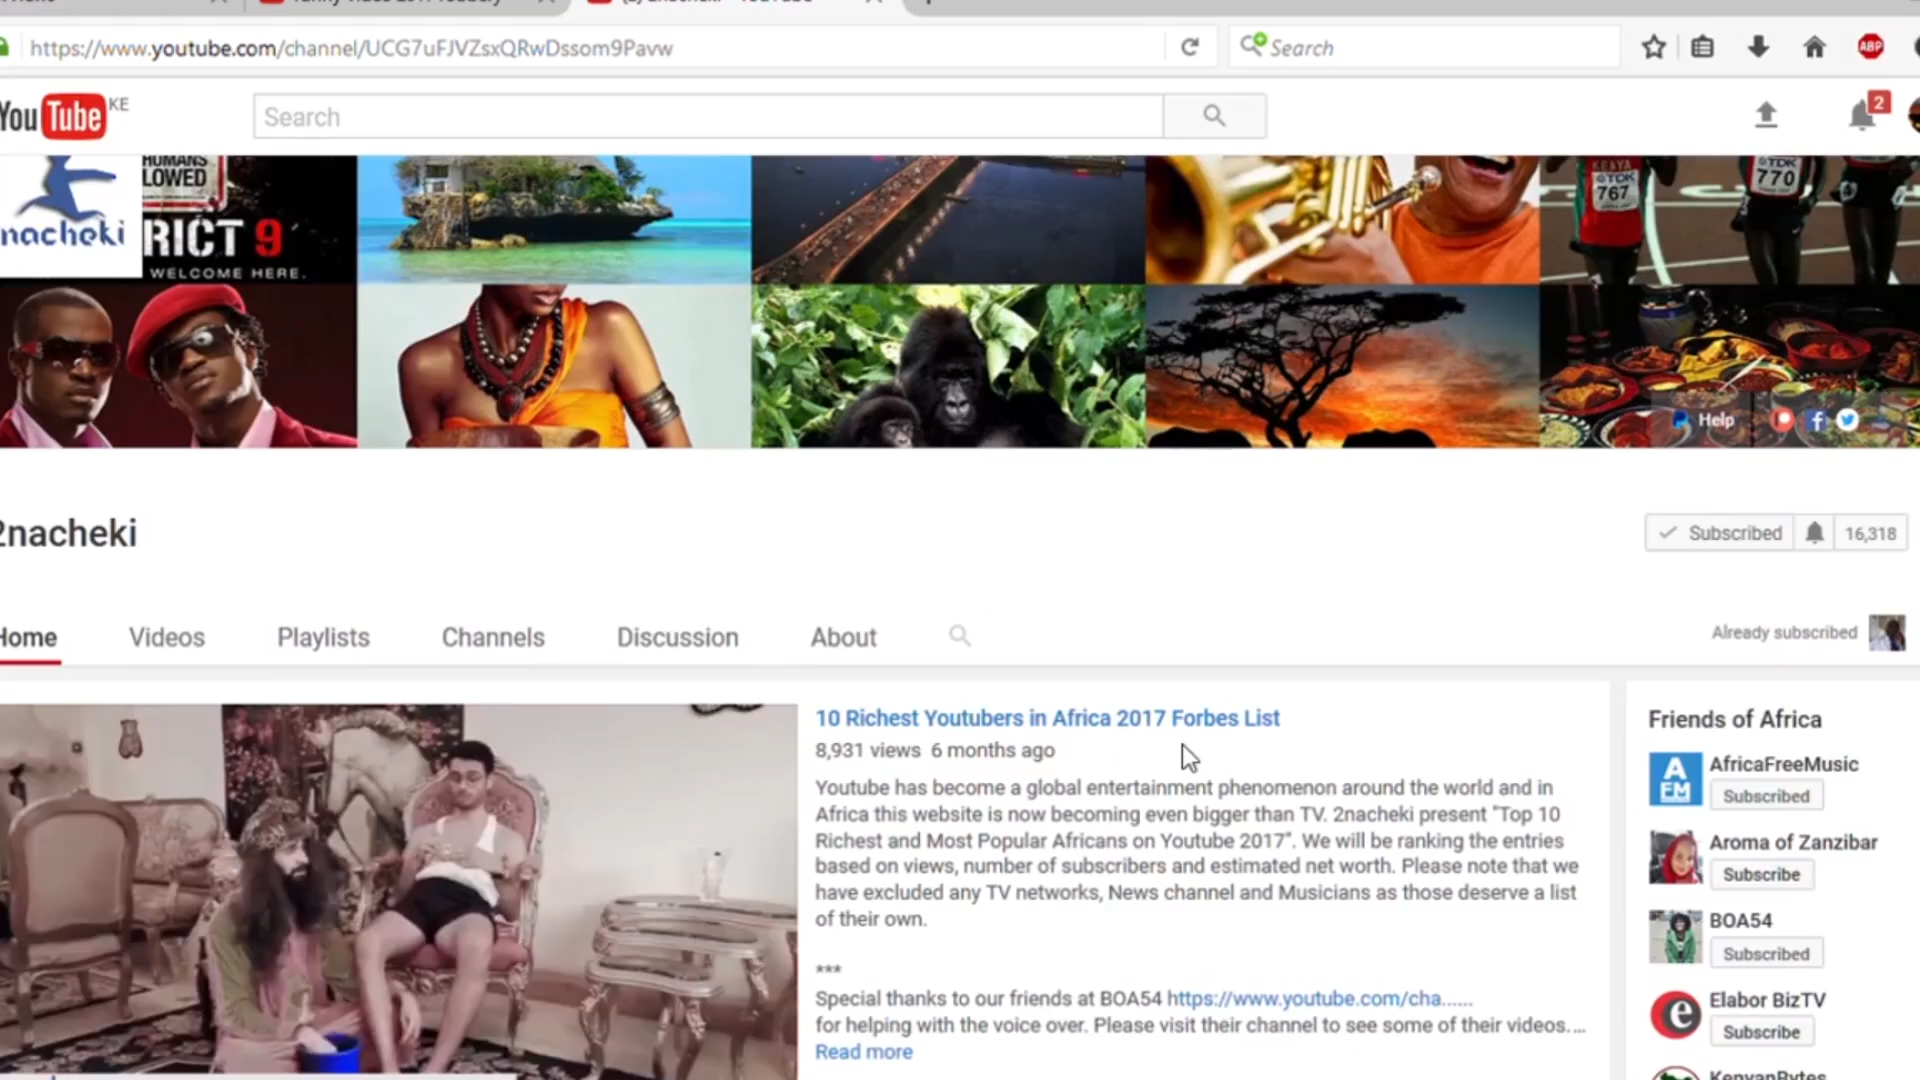 https://www.youtube.com/channel/UCG7uFJVZsxQRwDssom9Pavw
Search
ABP
YouTube KE
Search
2
HUMANS
LOWED
RICT 9
WELCOME HERE.
nacheki
KENYA
TDK
767
TDK
770
Help
2nacheki
Subscribed
16,318
Home
Videos
Playlists
Channels
Discussion
About
Already subscribed
10 Richest Youtubers in Africa 2017 Forbes List
8,931 views 6 months ago
Youtube has become a global entertainment phenomenon around the world and in
Africa this website is now becoming even bigger than TV. 2nacheki present "Top 10
Richest and Most Popular Africans on Youtube 2017". We will be ranking the entries
based on views, number of subscribers and estimated net worth. Please note that we
have excluded any TV networks, News channel and Musicians as those deserve a list
of their own.
***
Special thanks to our friends at BOA54 https://www.youtube.com/cha......
for helping with the voice over. Please visit their channel to see some of their videos....
Read more
Friends of Africa
A
FM
AfricaFreeMusic
Subscribed
Aroma of Zanzibar
Subscribe
BOA54
Subscribed
e
Elabor BizTV
Subscribe
KenyanBytes